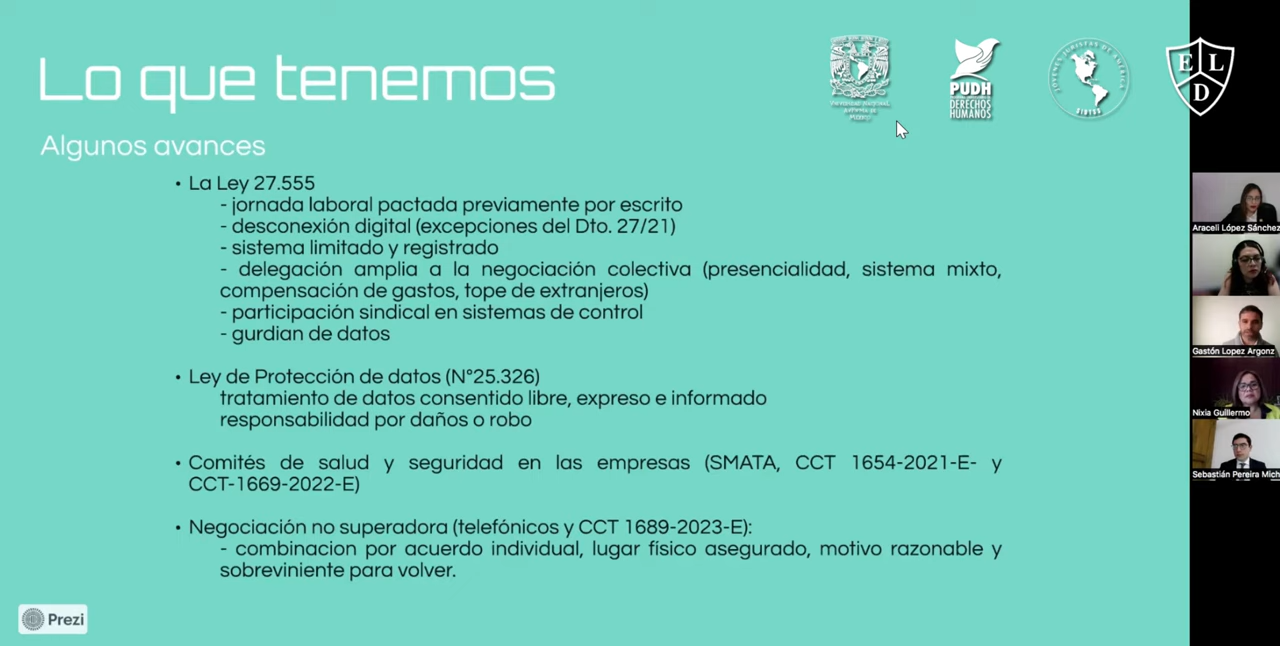 Lo que tenemos
Algunos avances
PUDH
DERECHOS
HUMANOS
JÓVENES JURISTAS DE AMÉRICA
E L
D
• La Ley 27.555
- jornada laboral pactada previamente por escrito
- desconexión digital (excepciones del Dto. 27/21)
- sistema limitado y registrado
- delegación amplia a la negociación colectiva (presencialidad, sistema mixto,
compensación de gastos, tope de extranjeros)
- participación sindical en sistemas de control
- gurdian de datos
• Ley de Protección de datos (N°25.326)
tratamiento de datos consentido libre, expreso e informado
responsabilidad por daños o robo
• Comités de salud y seguridad en las empresas (SMATA, CCT 1654-2021-E- y
CCT-1669-2022-E)
• Negociación no superadora (telefónicos y CCT 1689-2023-E):
- combinacion por acuerdo individual, lugar físico asegurado, motivo razonable y
sobreviniente para volver.
Prezi
Araceli López Sánchez
Gastón Lopez Argonz
Nixia Guillermo
Sebastián Pereira Mich